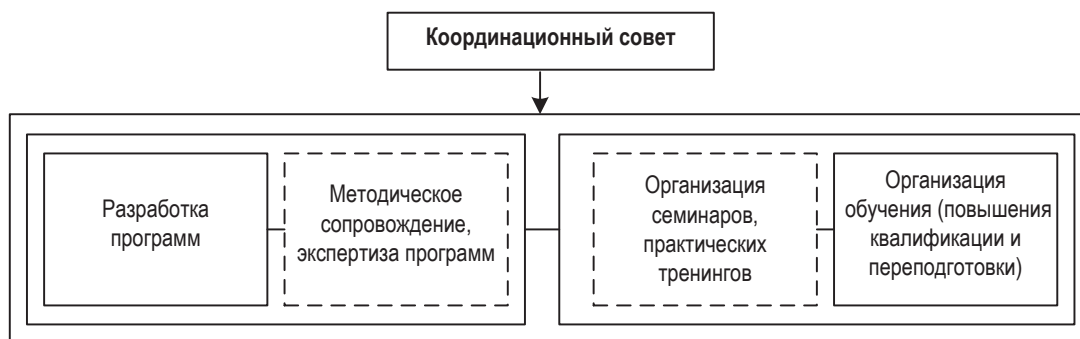 Координационный совет
Разработка
программ
Методическое
сопровождение,
экспертиза программ
Организация
семинаров,
практических
тренингов
Организация
обучения (повышения
квалификации и
переподготовки)